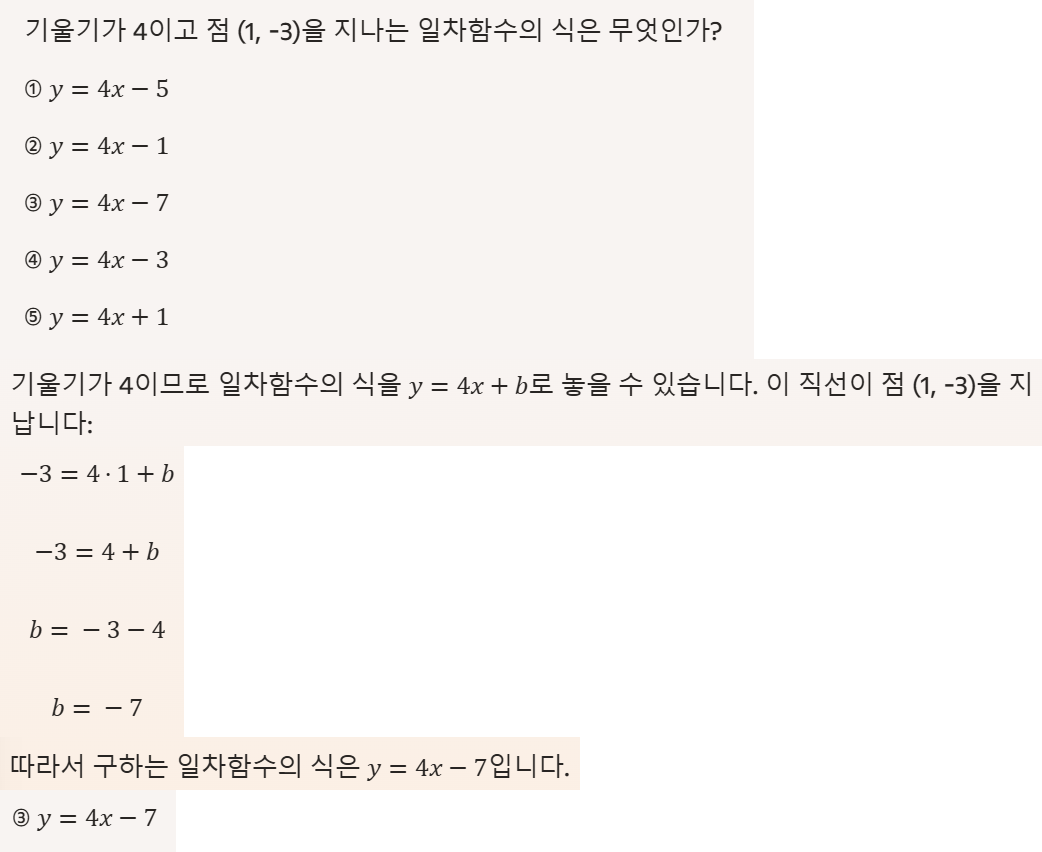 기울기가 4이고 점 (1, -3)을 지나는 일차함수의 식은 무엇인가?
① y = 4x − 5
② y = 4x − 1
③ y = 4x − 7
④ y = 4x − 3
⑤ y = 4x + 1
기울기가 4이므로 일차함수의 식을 y = 4x + b로 놓을 수 있습니다. 이 직선이 점 (1, -3)을 지
납니다:
−3 = 4 · 1 + b
−3 = 4 + b
b = − 3 − 4
b = − 7
따라서 구하는 일차함수의 식은 y = 4x − 7입니다.
③ y = 4x − 7